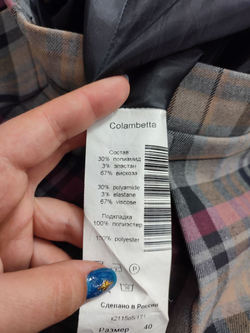 Colambetta
Состав
30% полиамид
3% эластан
67% вискоза
30% polyamide
3% elastane
67% viscose
Подкладка
100% полиэстер
100% polyester
P
Сделано в России
Размер 40